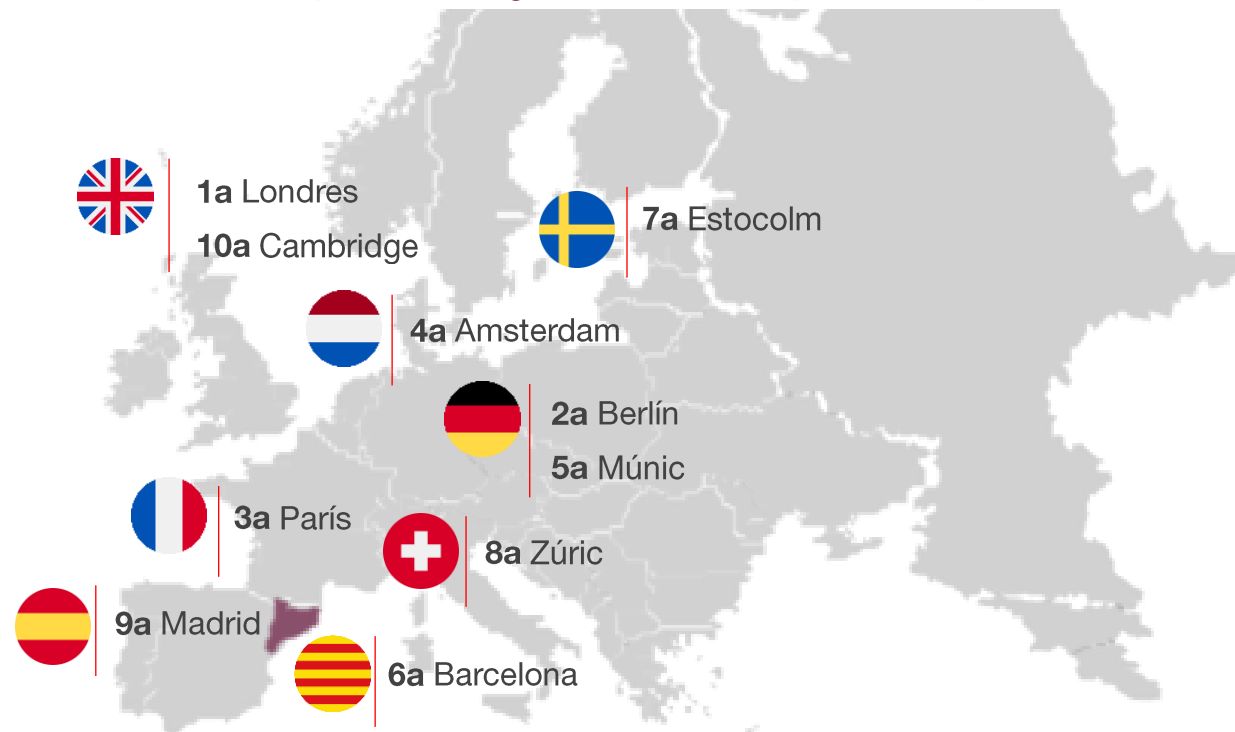 1a Londres
10a Cambridge
7a Estocolm
4a Amsterdam
2a Berlín
5a Múnic
3a París
8a Zúric
9a Madrid
6a Barcelona